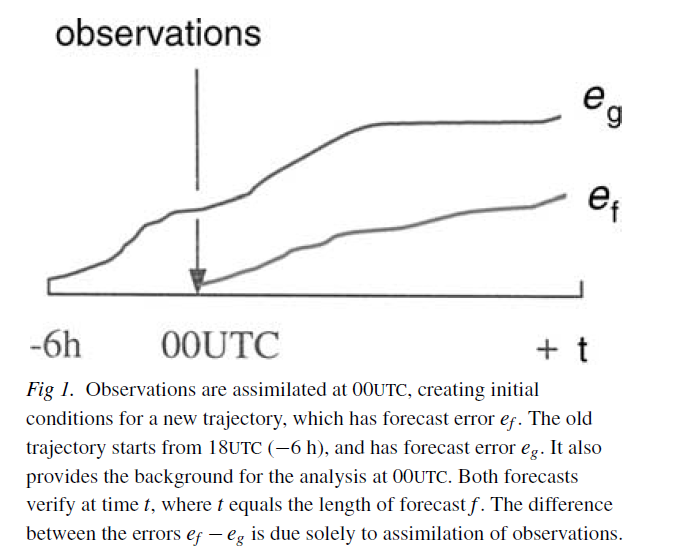 observations
e_g
e_f
-6h 00UTC + t
Fig 1. Observations are assimilated at 00UTC, creating initial
conditions for a new trajectory, which has forecast error e_f. The old
trajectory starts from 18UTC (−6 h), and has forecast error e_g. It also
provides the background for the analysis at 00UTC. Both forecasts
verify at time t, where t equals the length of forecast f. The difference
between the errors e_f − e_g is due solely to assimilation of observations.